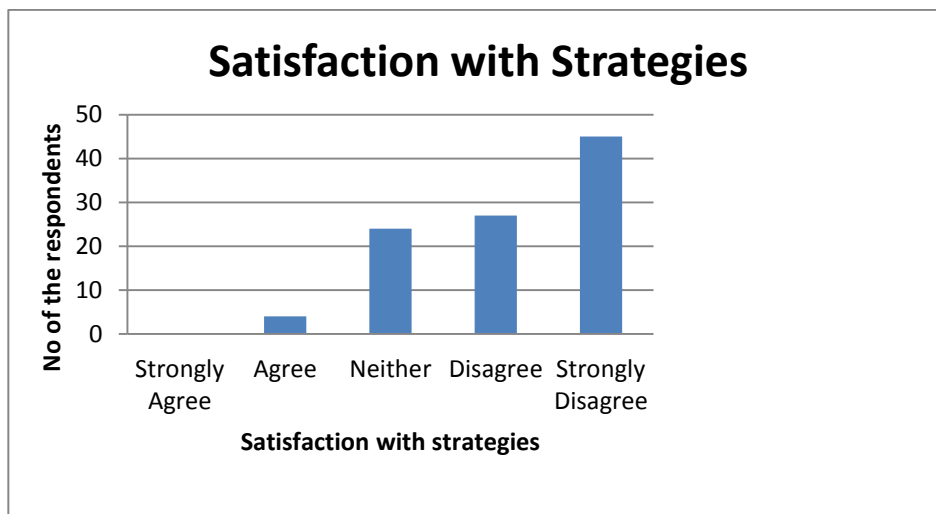 Satisfaction with Strategies
No of the respondents
50
40
30
20
10
0
Strongly Agree
Agree
Neither
Disagree
Strongly Disagree
Satisfaction with strategies